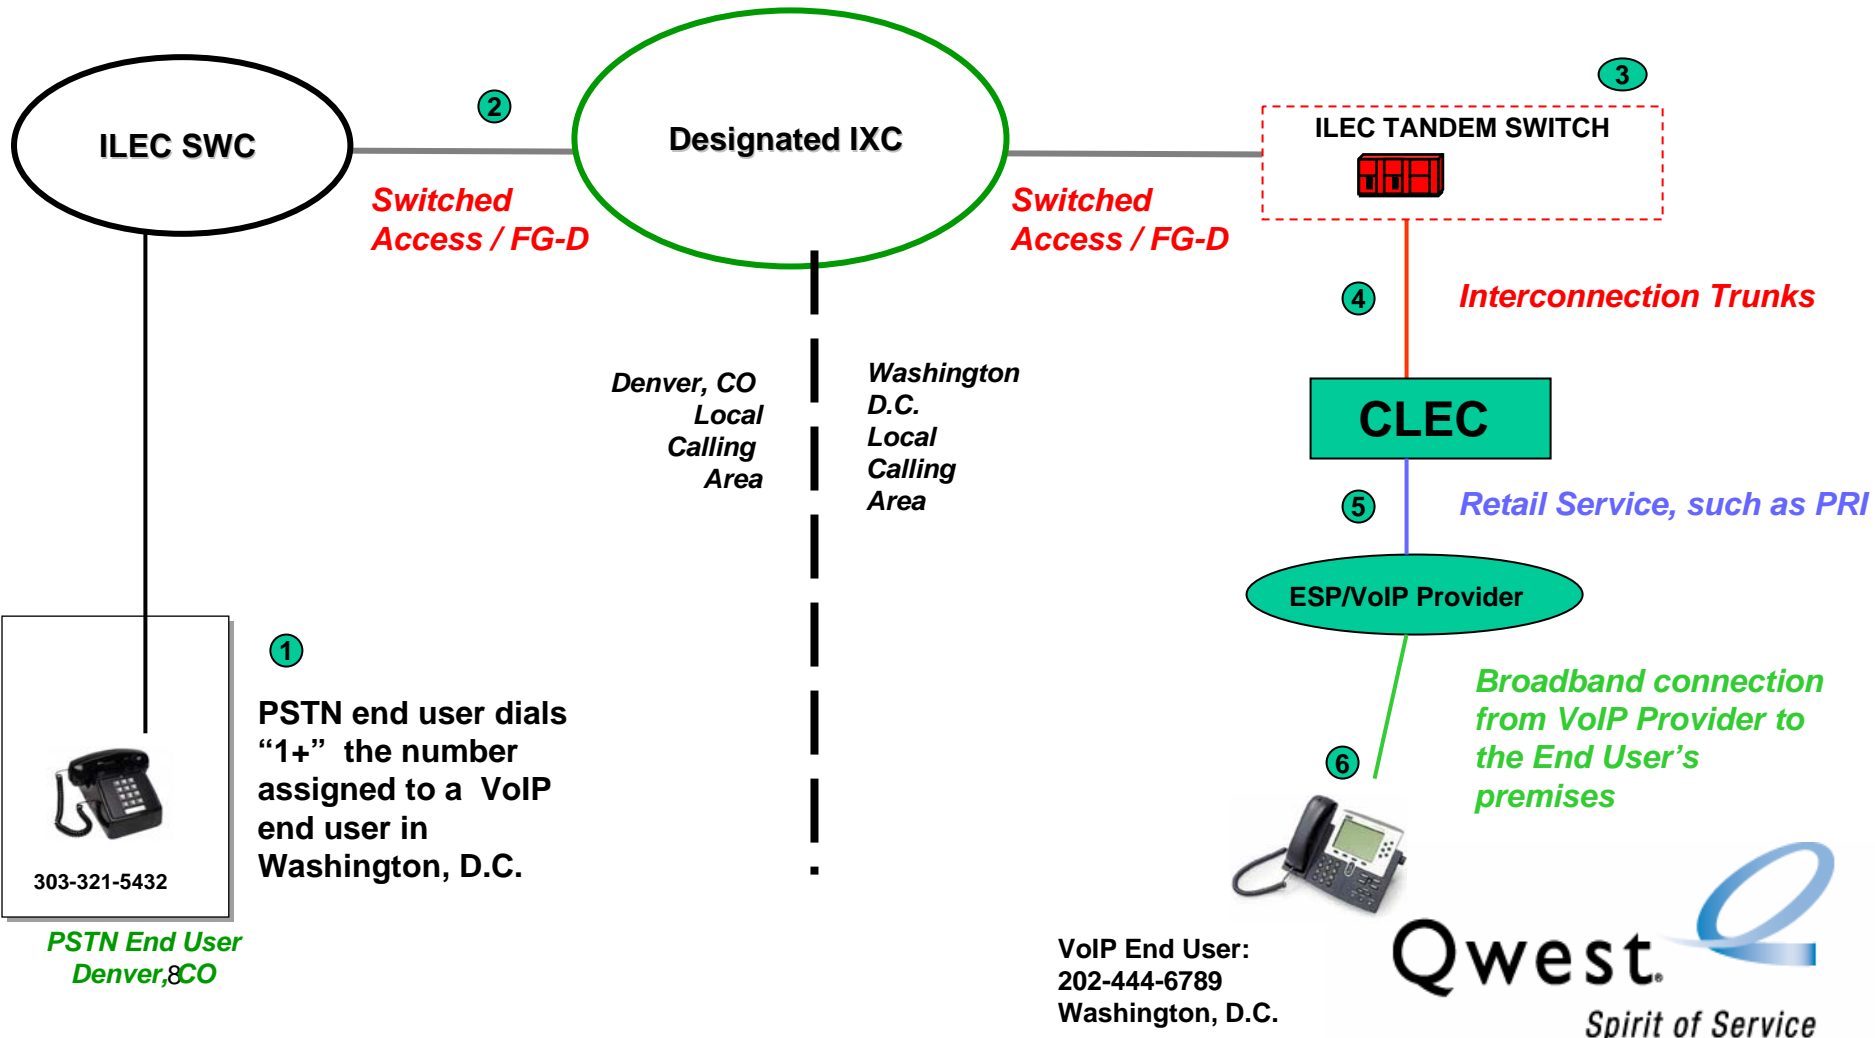 3
ILEC TANDEM SWITCH
2
ILEC SWC
Designated IXC
Switched
Access / FG-D
Switched
Access / FG-D
4
Interconnection Trunks
Denver, CO
Local
Calling
Area
Washington
D.C.
Local
Calling
Area
CLEC
5
Retail Service, such as PRI
ESP/VoIP Provider
1
PSTN end user dials
“1+”  the number
assigned to a  VoIP
end user in
Washington, D.C.
303-321-5432
PSTN End User
Denver, CO
8
Broadband connection
from VoIP Provider to
the End User’s
premises
6
VoIP End User:
202-444-6789
Washington, D.C.
Qwest®
Spirit of Service